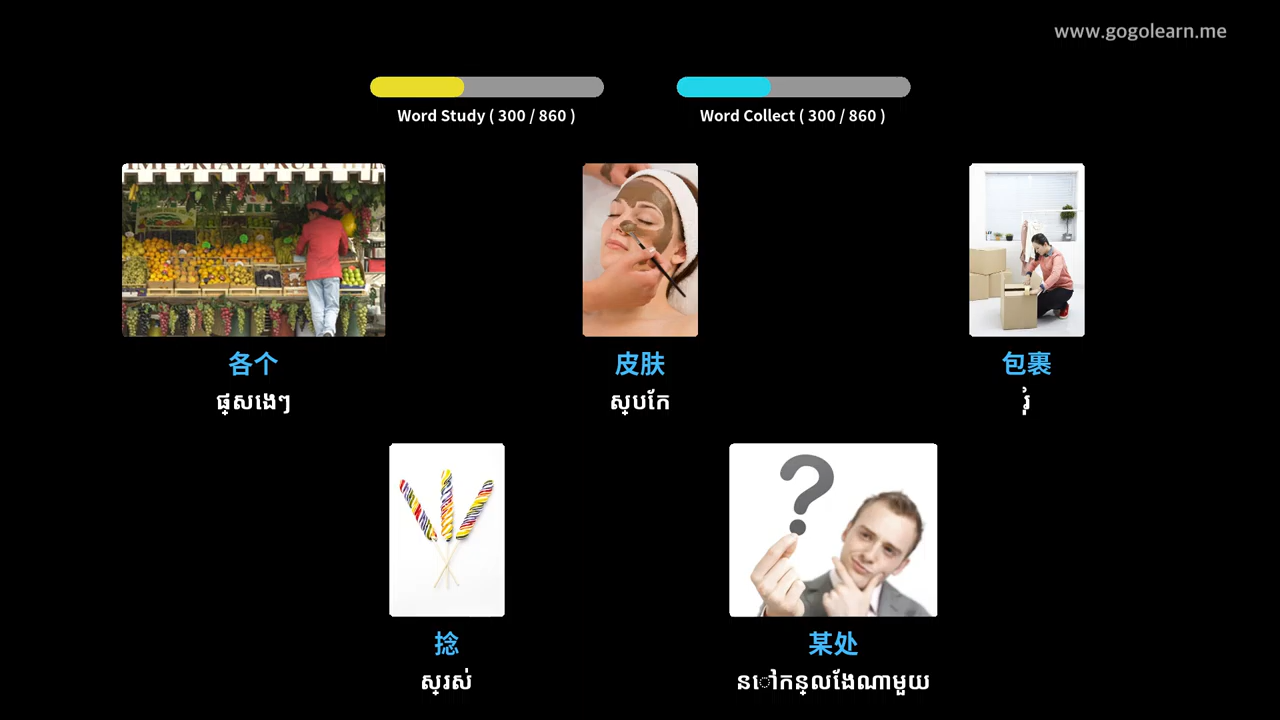 www.gogolearn.me
Word Study ( 300 / 860 )
Word Collect ( 300 / 860 )
IMPERIAL FRUIT
各个
ផ្សេងៗ
皮肤
ស្បែក
包裹
រុំ
捻
ស្រស់
某处
នៅកន្លែងណាមួយ